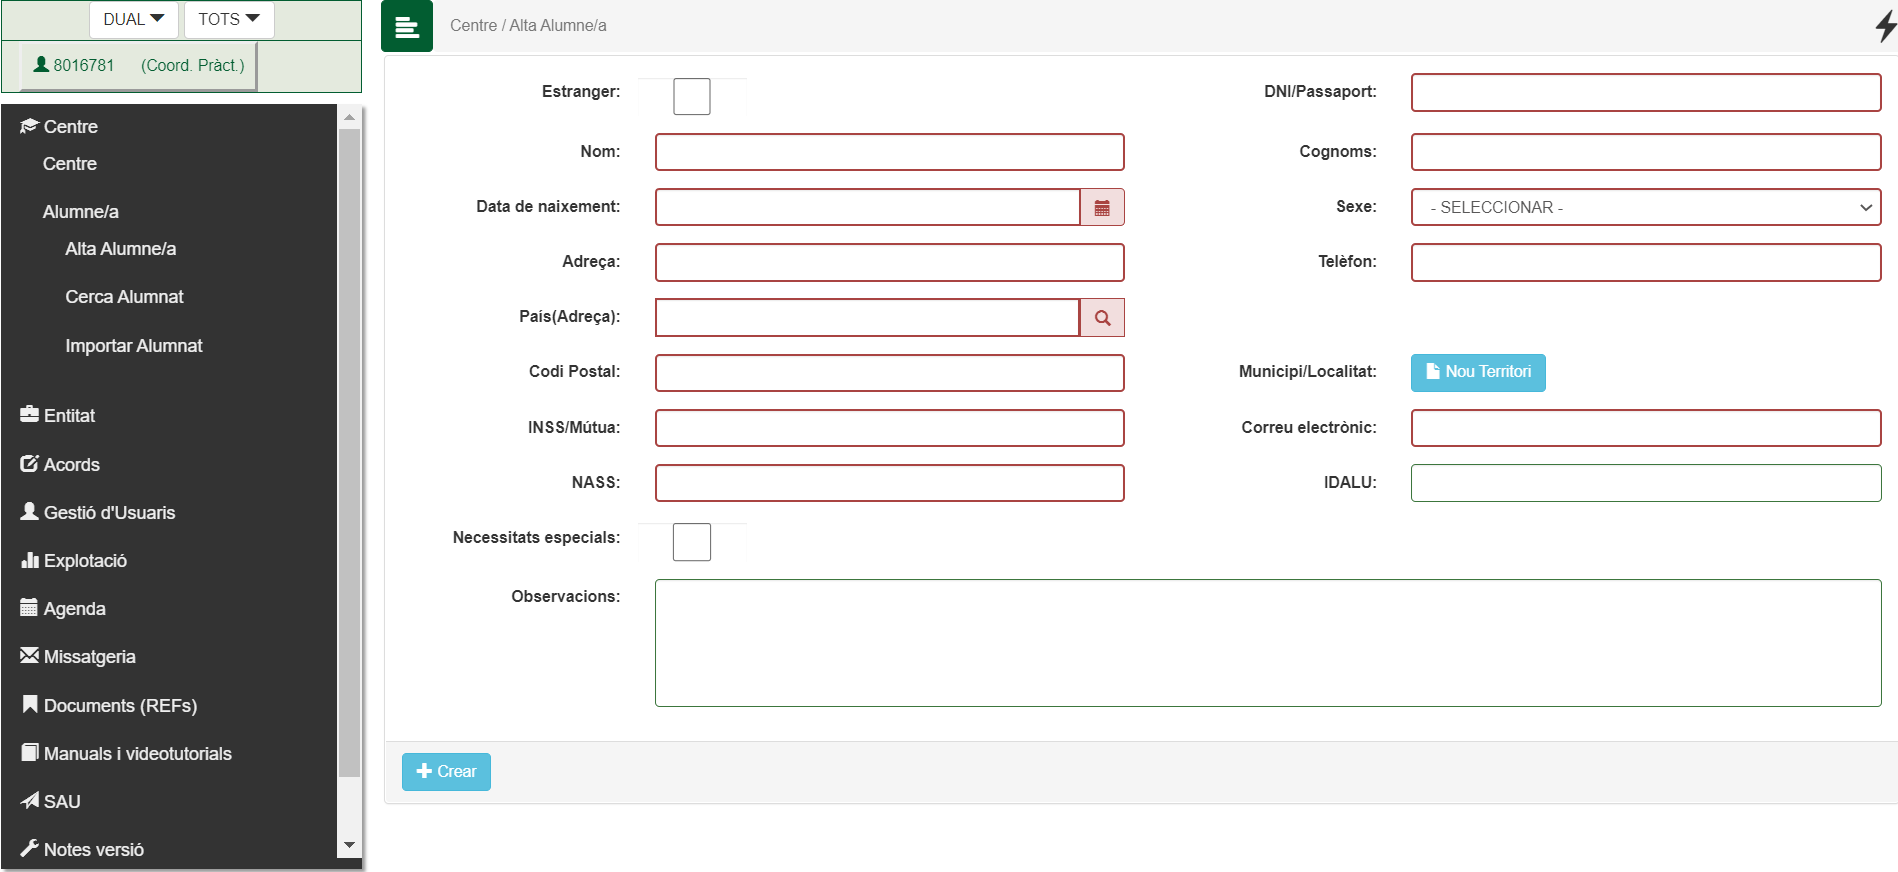 DUAL TOTS
8016781 (Coord. Pràct.)
Centre
Centre
Alumne/a
Alta Alumne/a
Cerca Alumnat
Importar Alumnat
Entitat
Acords
Gestió d'Usuaris
Explotació
Agenda
Missatgeria
Documents (REFs)
Manuals i videotutorials
SAU
Notes versió
Centre / Alta Alumne/a
Estranger: DNI/Passaport:
Nom: Cognoms:
Data de naixement: Sexe: - SELECCIONAR -
Adreça: Telèfon:
País(Adreça):
Codi Postal: Municipi/Localitat: Nou Territori
INSS/Mútua: Correu electrònic:
NASS: IDALU:
Necessitats especials:
Observacions:
Crear